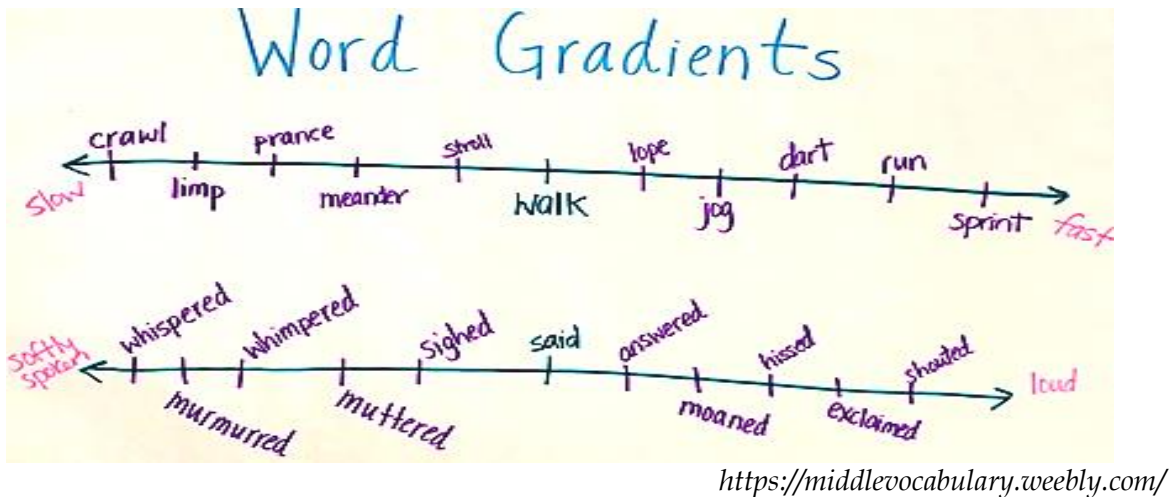 Word Gradients
crawl prance stroll lope dart run
slow limp meander walk jog sprint fast
whispered whimpered sighed said answered hissed shouted
softly spoken murmurred muttered moaned exclaimed loud
https://middlevocabulary.weebly.com/